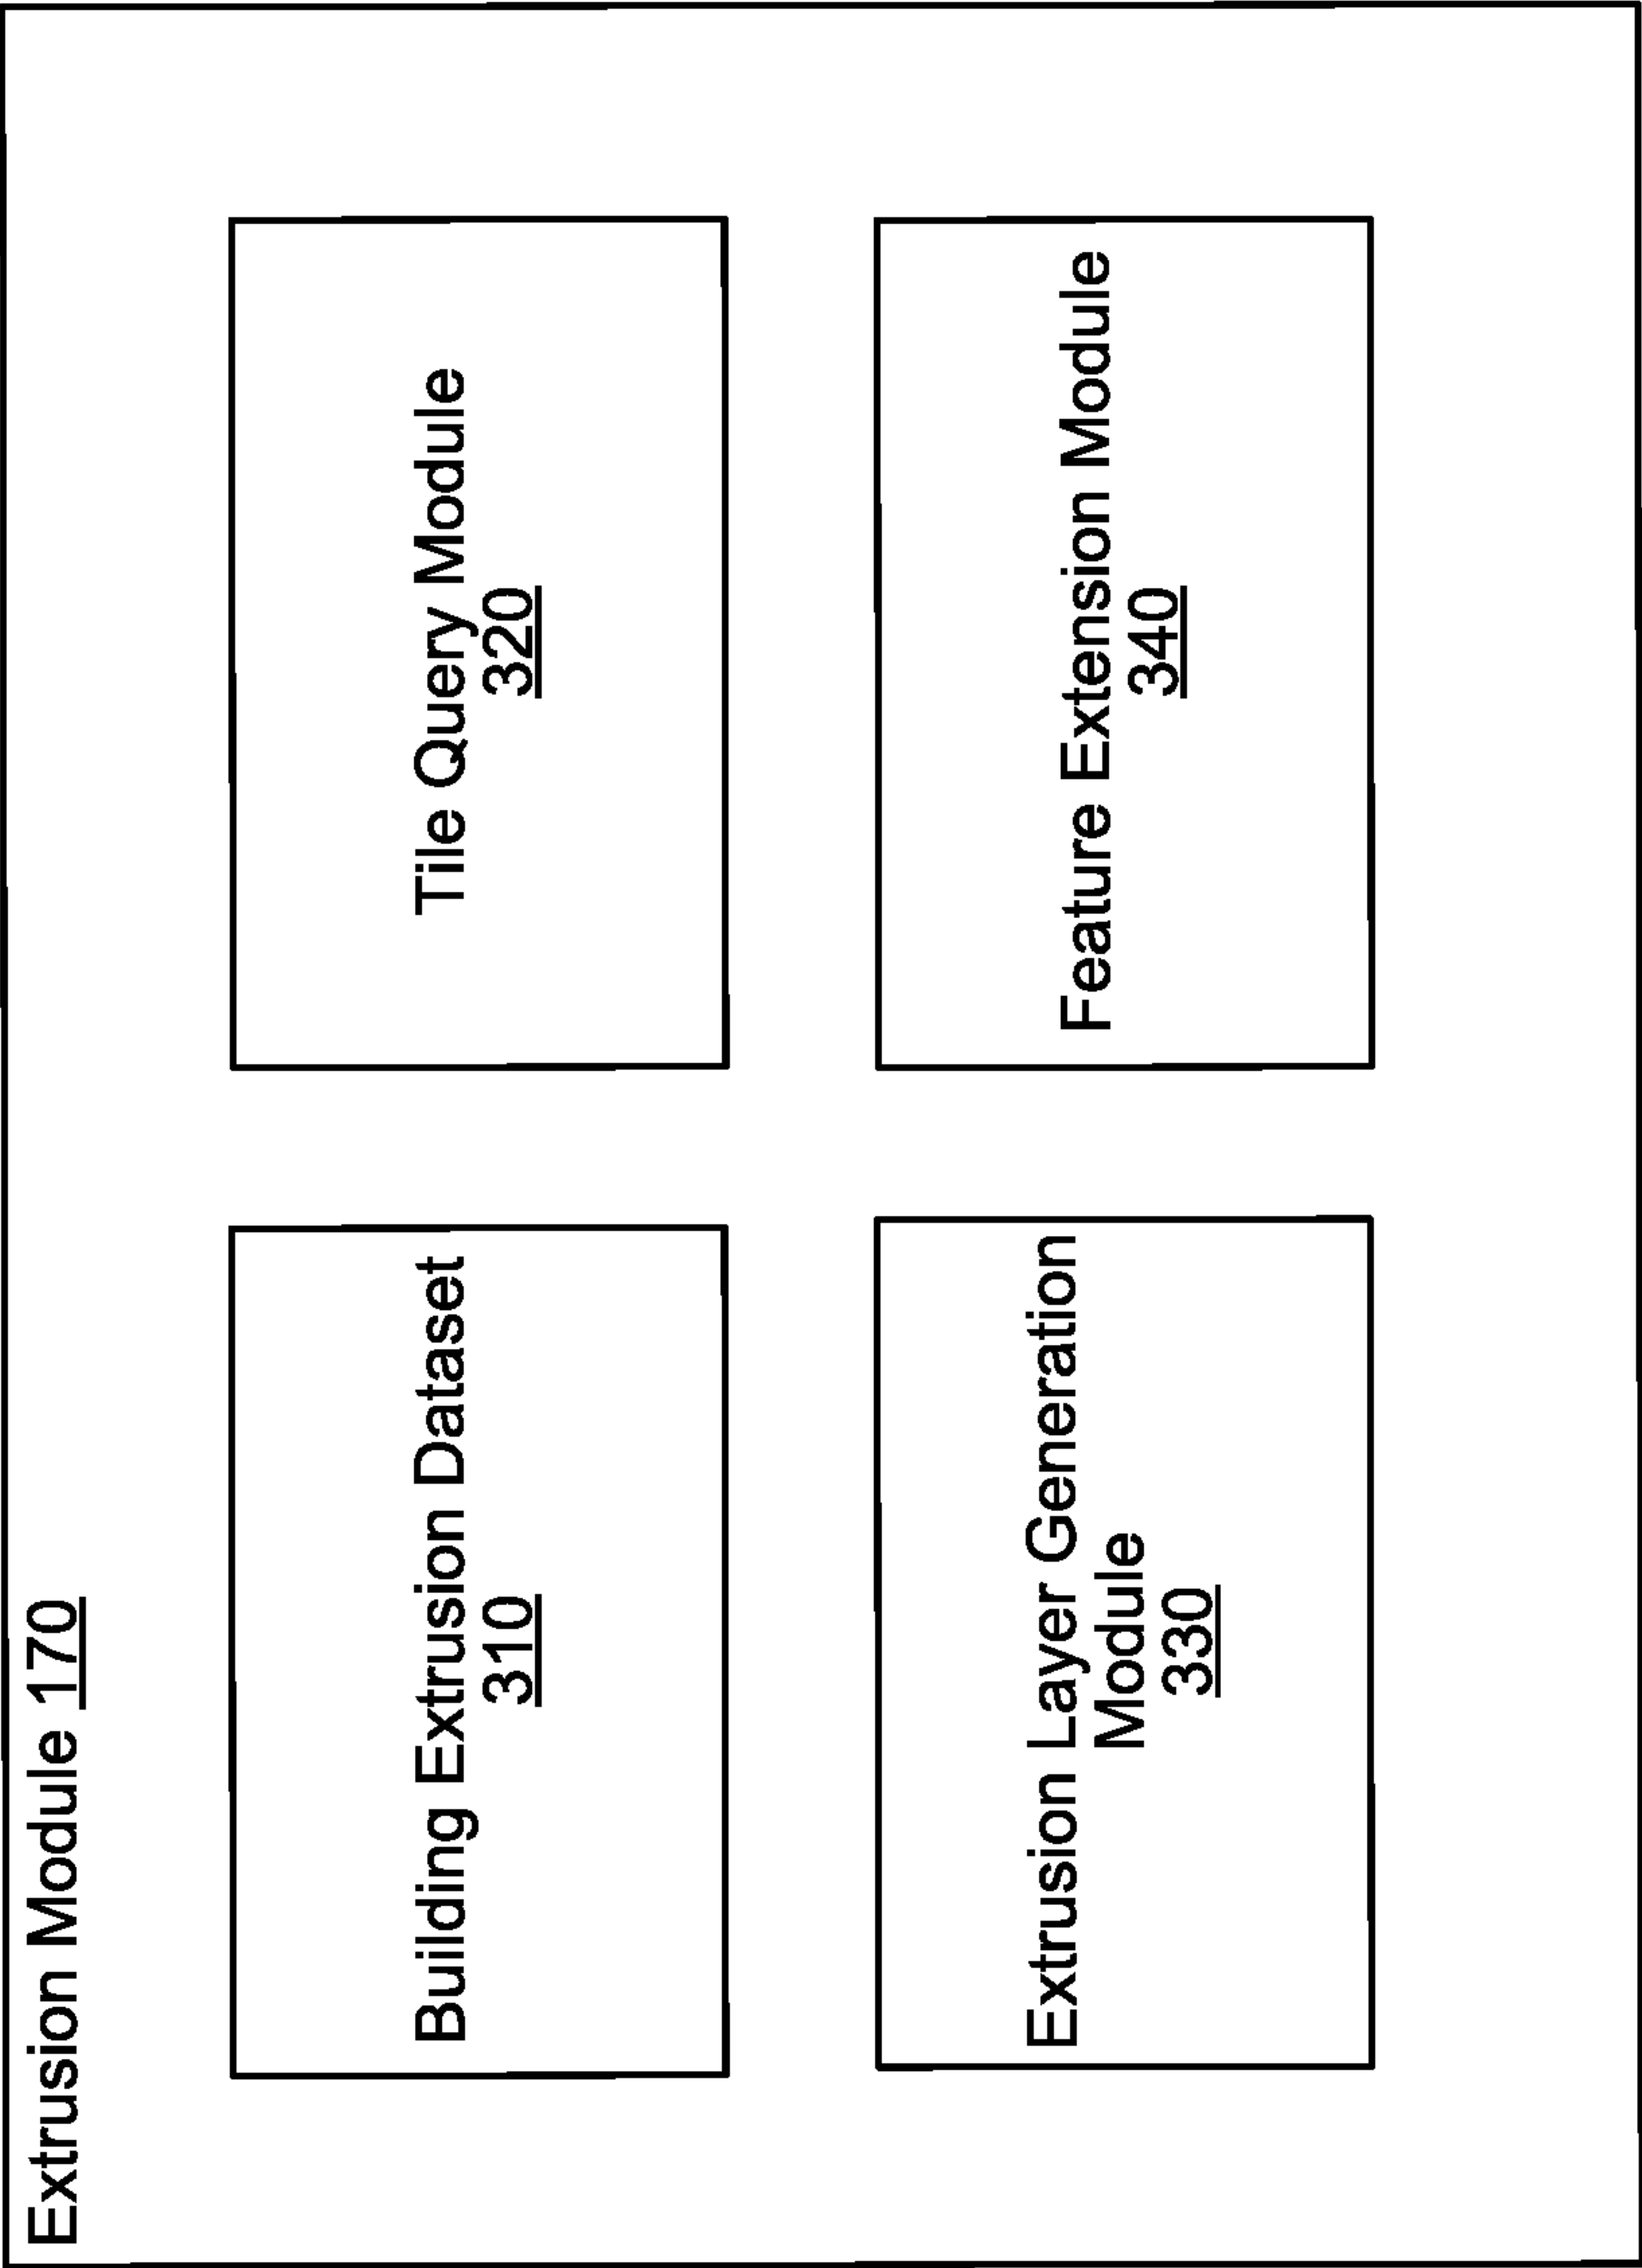 Extrusion Module 170
Building Extrusion Dataset
310
Tile Query Module
320
Extrusion Layer Generation
Module
330
Feature Extension Module
340